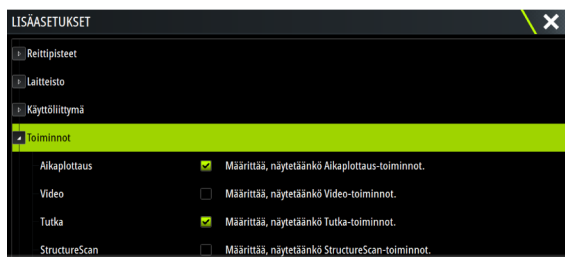 LISÄASETUKSET
Reittipisteet
Laitteisto
Käyttöliittymä
Toiminnot
Aikaplottaus Määrittää, näytetäänkö Aikaplottaus-toiminnot.
Video Määrittää, näytetäänkö Video-toiminnot.
Tutka Määrittää, näytetäänkö Tutka-toiminnot.
StructureScan Määrittää, näytetäänkö StructureScan-toiminnot.